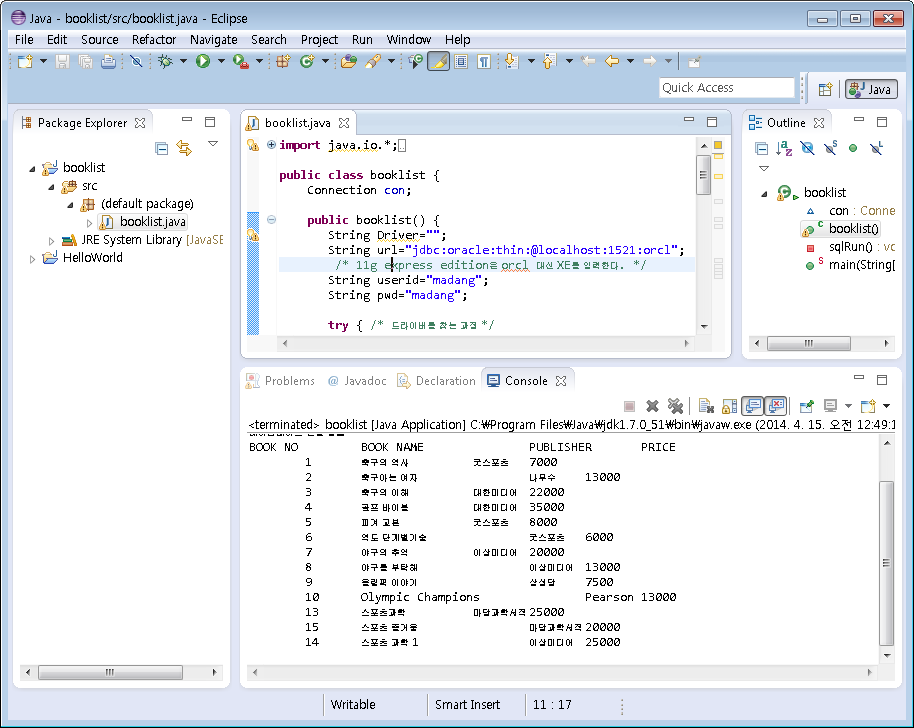 Java - booklist/src/booklist.java - Eclipse
File Edit Source Refactor Navigate Search Project Run Window Help
Quick Access
Java
Package Explorer
booklist
src
(default package)
booklist.java
JRE System Library [JavaSE
HelloWorld
booklist.java
import java.io.*;
public class booklist {
Connection con;
public booklist() {
String Driver="";
String url="jdbc:oracle:thin:@localhost:1521:orcl";
/* 11g express edition은 orcl 대신 XE를 입력한다. */
String userid="madang";
String pwd="madang";
try { /* 드라이버를 찾는 과정 */
Outline
booklist
con : Conne
booklist()
sqlRun() : vc
main(String[
Problems @ Javadoc Declaration Console
<terminated> booklist [Java Application] C:₩Program Files₩Java₩jdk1.7.0_51₩bin₩javaw.exe (2014. 4. 15. 오전 12:49:1
BOOK NO BOOK NAME PUBLISHER PRICE
1 축구의 역사 굿스포츠 7000
2 축구아는 여자 나무수 13000
3 축구의 이해 대한미디어 22000
4 골프 바이블 대한미디어 35000
5 피겨 교본 굿스포츠 8000
6 역도 단계별기술 굿스포츠 6000
7 야구의 추억 이상미디어 20000
8 야구를 부탁해 이상미디어 13000
9 올림픽 이야기 삼성당 7500
10 Olympic Champions Pearson 13000
13 스포츠과학 마당과학서적 25000
15 스포츠 즐거움 마당과학서적 20000
14 스포츠 과학 1 이상미디어 25000
Writable Smart Insert 11 : 17